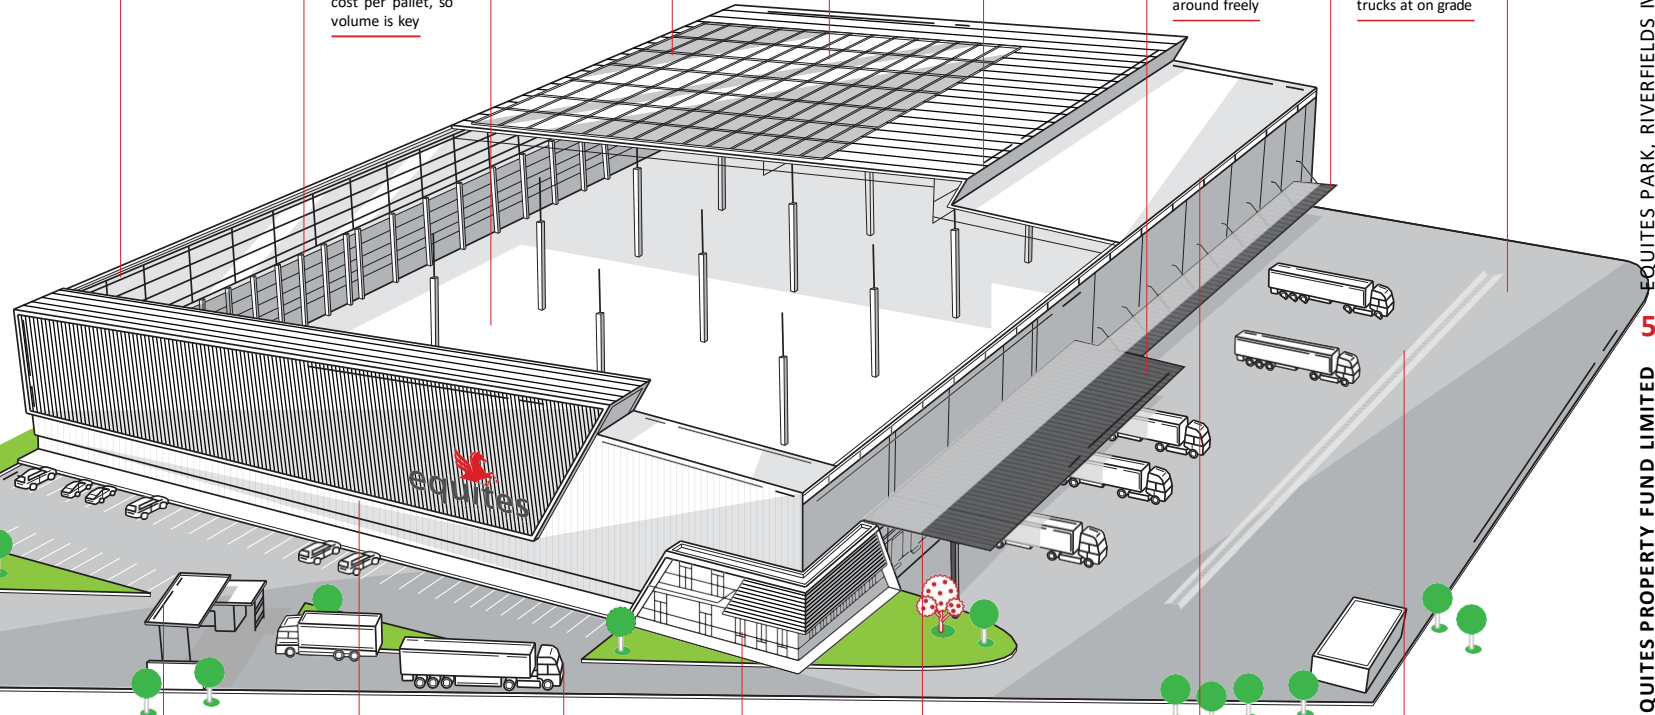 cost per pallet, so
volume is key
around freely
trucks at on grade
equites
QUITES PROPERTY FUND LIMITED 5 EQUITES PARK, RIVERFIELDS